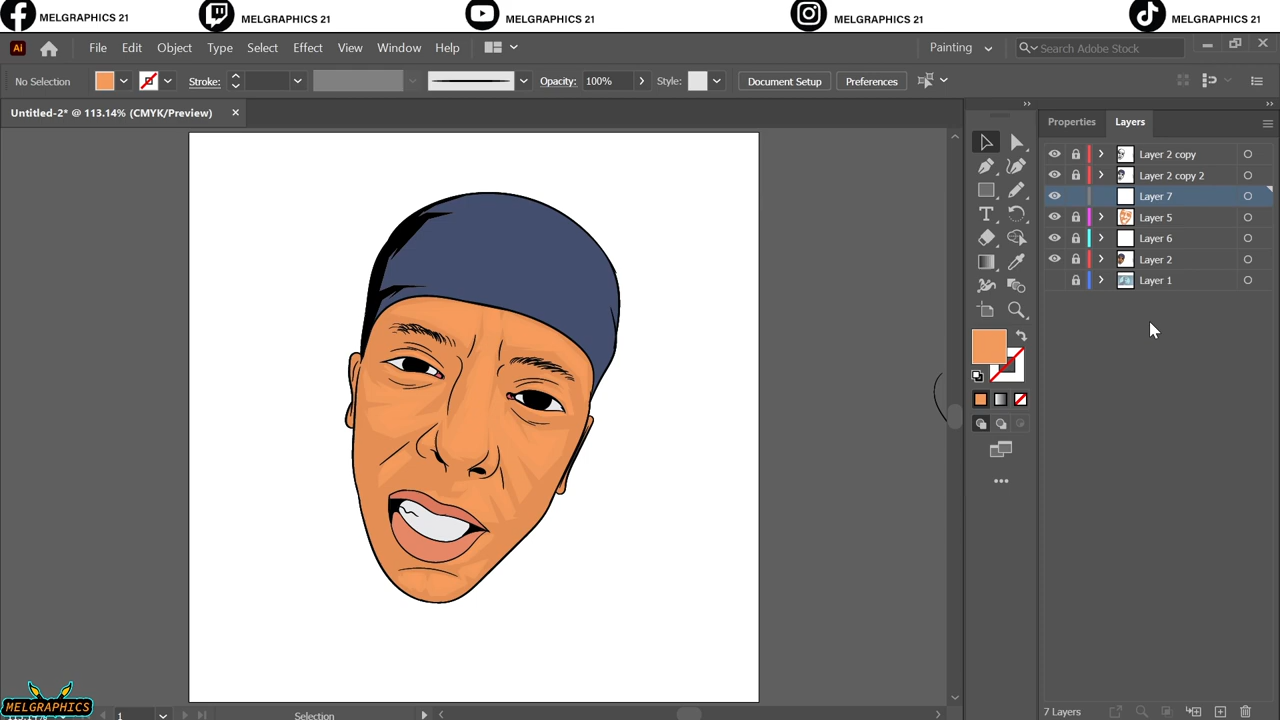 MELGRAPHICS 21 MELGRAPHICS 21 MELGRAPHICS 21 MELGRAPHICS 21 MELGRAPHICS 21
Ai File Edit Object Type Select Effect View Window Help Painting Search Adobe Stock
No Selection Stroke: Opacity: 100% Style: Document Setup Preferences
Untitled-2* @ 113.14% (CMYK/Preview)
Properties Layers
Layer 2 copy
Layer 2 copy 2
Layer 7
Layer 5
Layer 6
Layer 2
Layer 1
MELGRAPHICS
1 Selection 7 Layers